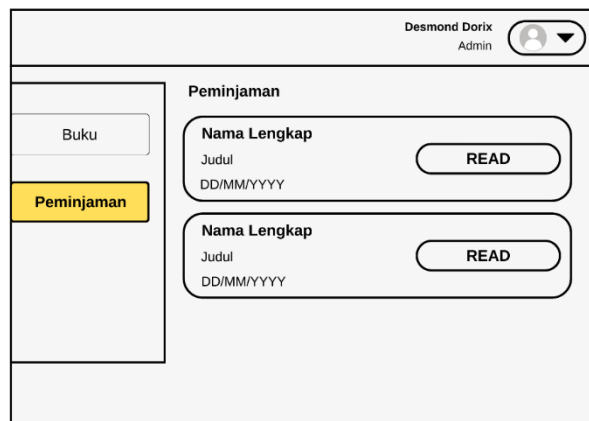 Desmond Dorix
Admin
Buku
Peminjaman
Peminjaman
Nama Lengkap
Judul
DD/MM/YYYY
READ
Nama Lengkap
Judul
DD/MM/YYYY
READ